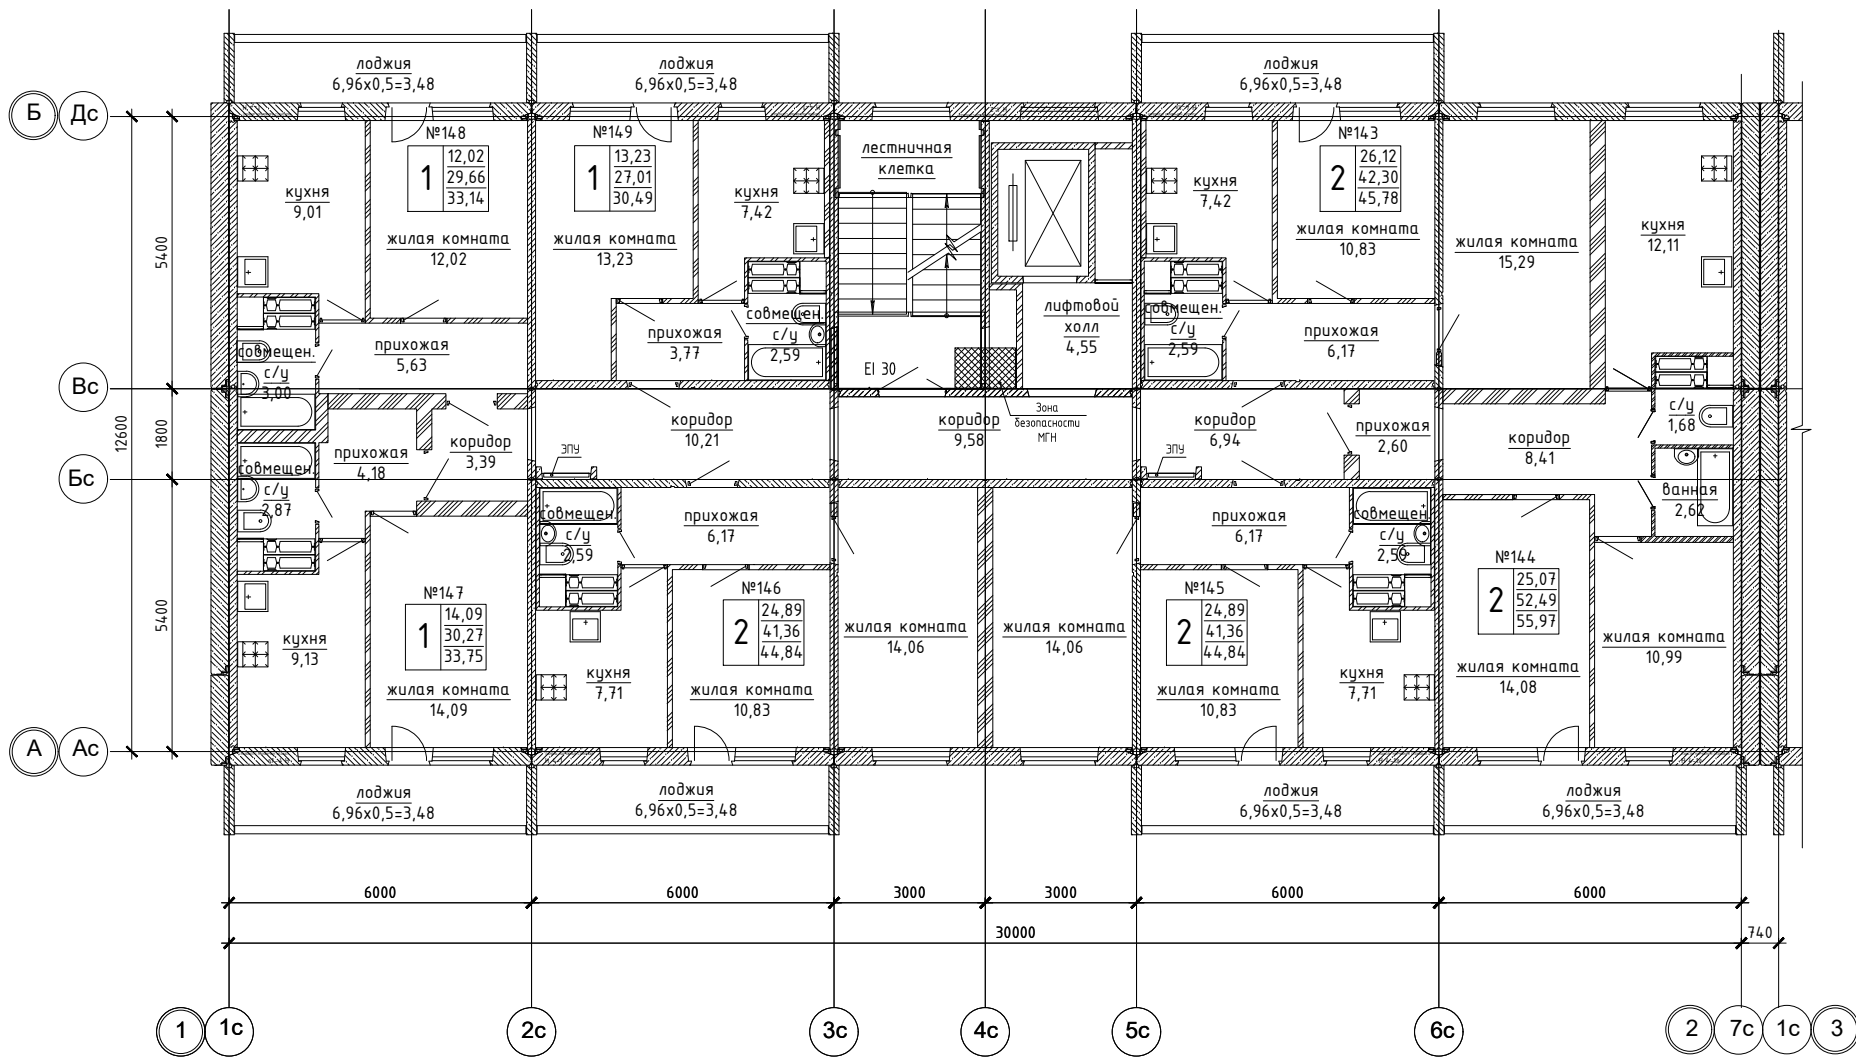 лоджия
6,96х0,5=3,48
лоджия
6,96х0,5=3,48
лоджия
6,96х0,5=3,48
Б
Дс
№148
1
12,02
29,66
33,14
№149
1
13,23
27,01
30,49
лестничная
клетка
№143
2
26,12
42,30
45,78
кухня
9,01
кухня
7,42
кухня
7,42
кухня
12,11
жилая комната
12,02
жилая комната
13,23
жилая комната
10,83
жилая комната
15,29
5400
совмещен.
с/у
3,00
прихожая
5,63
прихожая
3,77
совмещен.
с/у
2,59
EI 30
лифтовой
холл
4,55
совмещен.
с/у
2,59
прихожая
6,17
Вс
12600
1800
прихожая
4,18
коридор
3,39
коридор
10,21
коридор
9,58
Зона
безопасности
МГН
коридор
6,94
прихожая
2,60
коридор
8,41
с/у
1,68
ЭПУ
ЭПУ
Бс
совмещен.
с/у
2,87
совмещен.
с/у
2,59
прихожая
6,17
прихожая
6,17
совмещен.
с/у
2,59
ванная
2,62
5400
№147
1
14,09
30,27
33,75
№146
2
24,89
41,36
44,84
№145
2
24,89
41,36
44,84
№144
2
25,07
52,49
55,97
кухня
9,13
жилая комната
14,09
кухня
7,71
жилая комната
10,83
жилая комната
14,06
жилая комната
14,06
жилая комната
10,83
кухня
7,71
жилая комната
14,08
жилая комната
10,99
А
Ас
лоджия
6,96х0,5=3,48
лоджия
6,96х0,5=3,48
лоджия
6,96х0,5=3,48
лоджия
6,96х0,5=3,48
6000
6000
3000
3000
6000
6000
30000
740
1
1с
2с
3с
4с
5с
6с
2
7с
1с
3